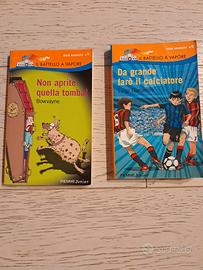 IL BATTELLO A VAPORE
Non aprite
quella tomba!
Bowvayne
PIEMME Junior
IL BATTELLO A VAPORE
Da grande
farò il calciatore
PIEMME Junior